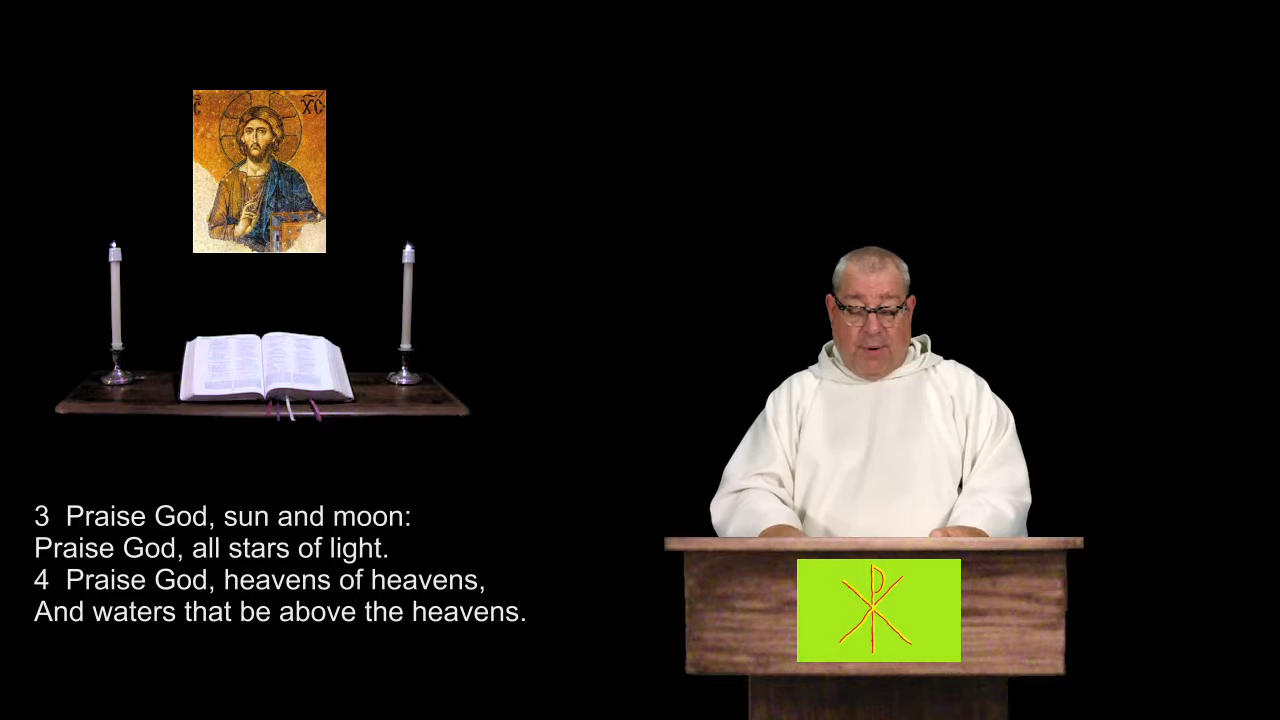 C
XC
3  Praise God, sun and moon:
Praise God, all stars of light.
4  Praise God, heavens of heavens,
And waters that be above the heavens.